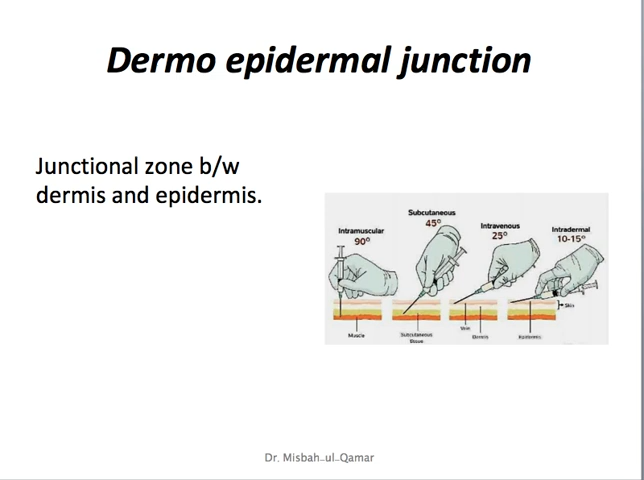 Dermo epidermal junction
Junctional zone b/w
dermis and epidermis.
Intramuscular
90°
Subcutaneous
45°
Intravenous
25°
Intradermal
10-15°
Skin
Muscle
Subcutaneous
tissue
Skin
Dermis
Epidermis
Dr. Misbah-ul-Qamar